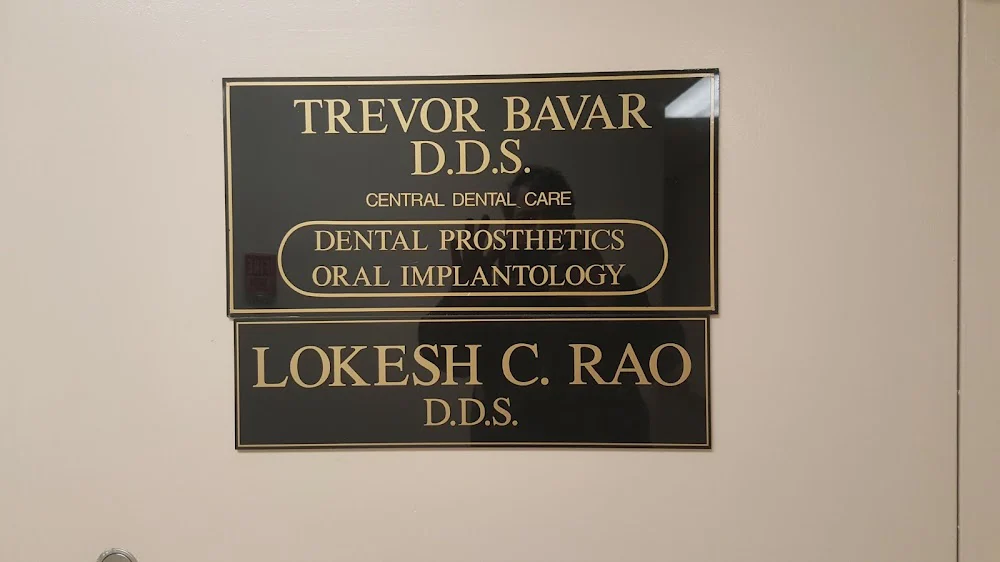 TREVOR BAVAR
D.D.S.
CENTRAL DENTAL CARE
DENTAL PROSTHETICS
ORAL IMPLANTOLOGY
LOKESH C. RAO
D.D.S.